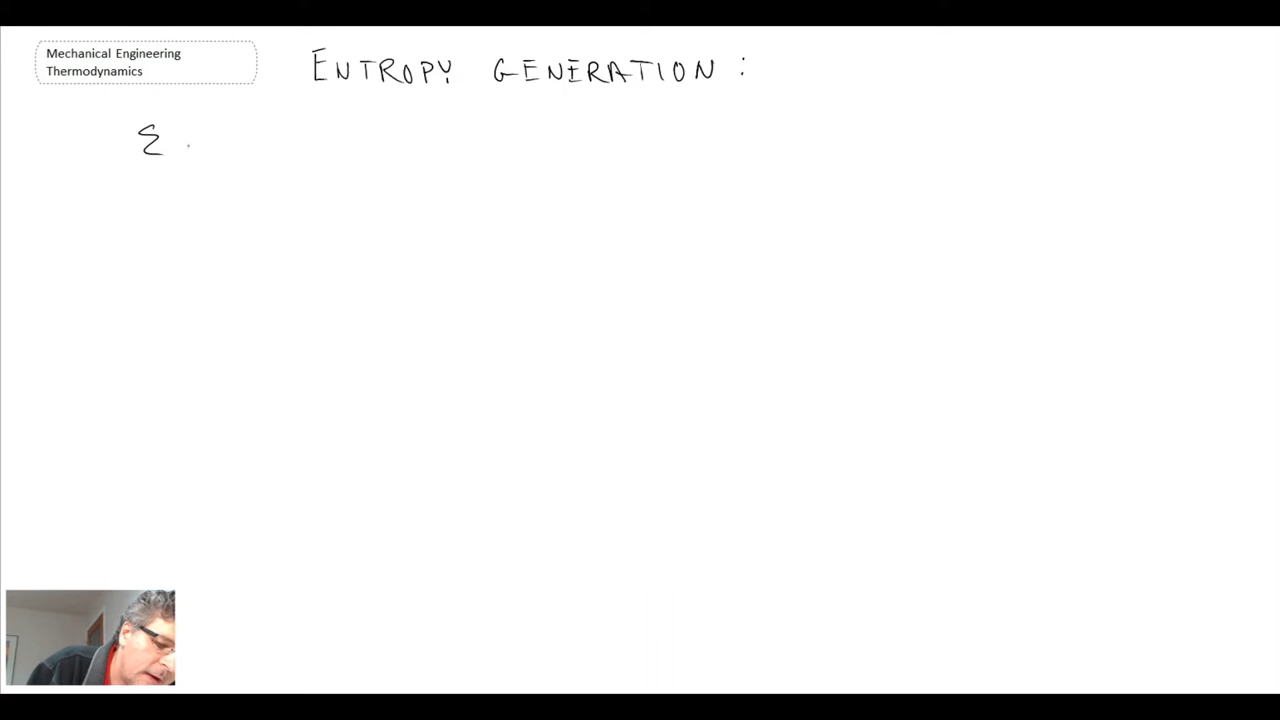 Mechanical Engineering
Thermodynamics
ENTROPY GENERATION :
Σ